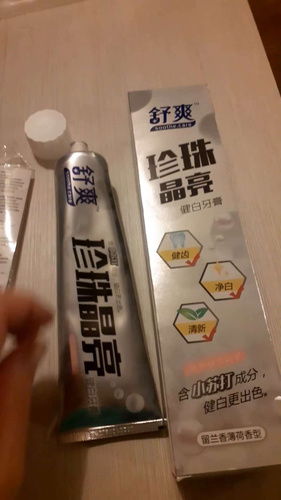 舒爽
soothe care
珍珠
晶亮
健白牙膏
健齿
净白
清新
含小苏打成分,
健白更出色。
留兰香薄荷香型
舒爽
珍珠晶亮